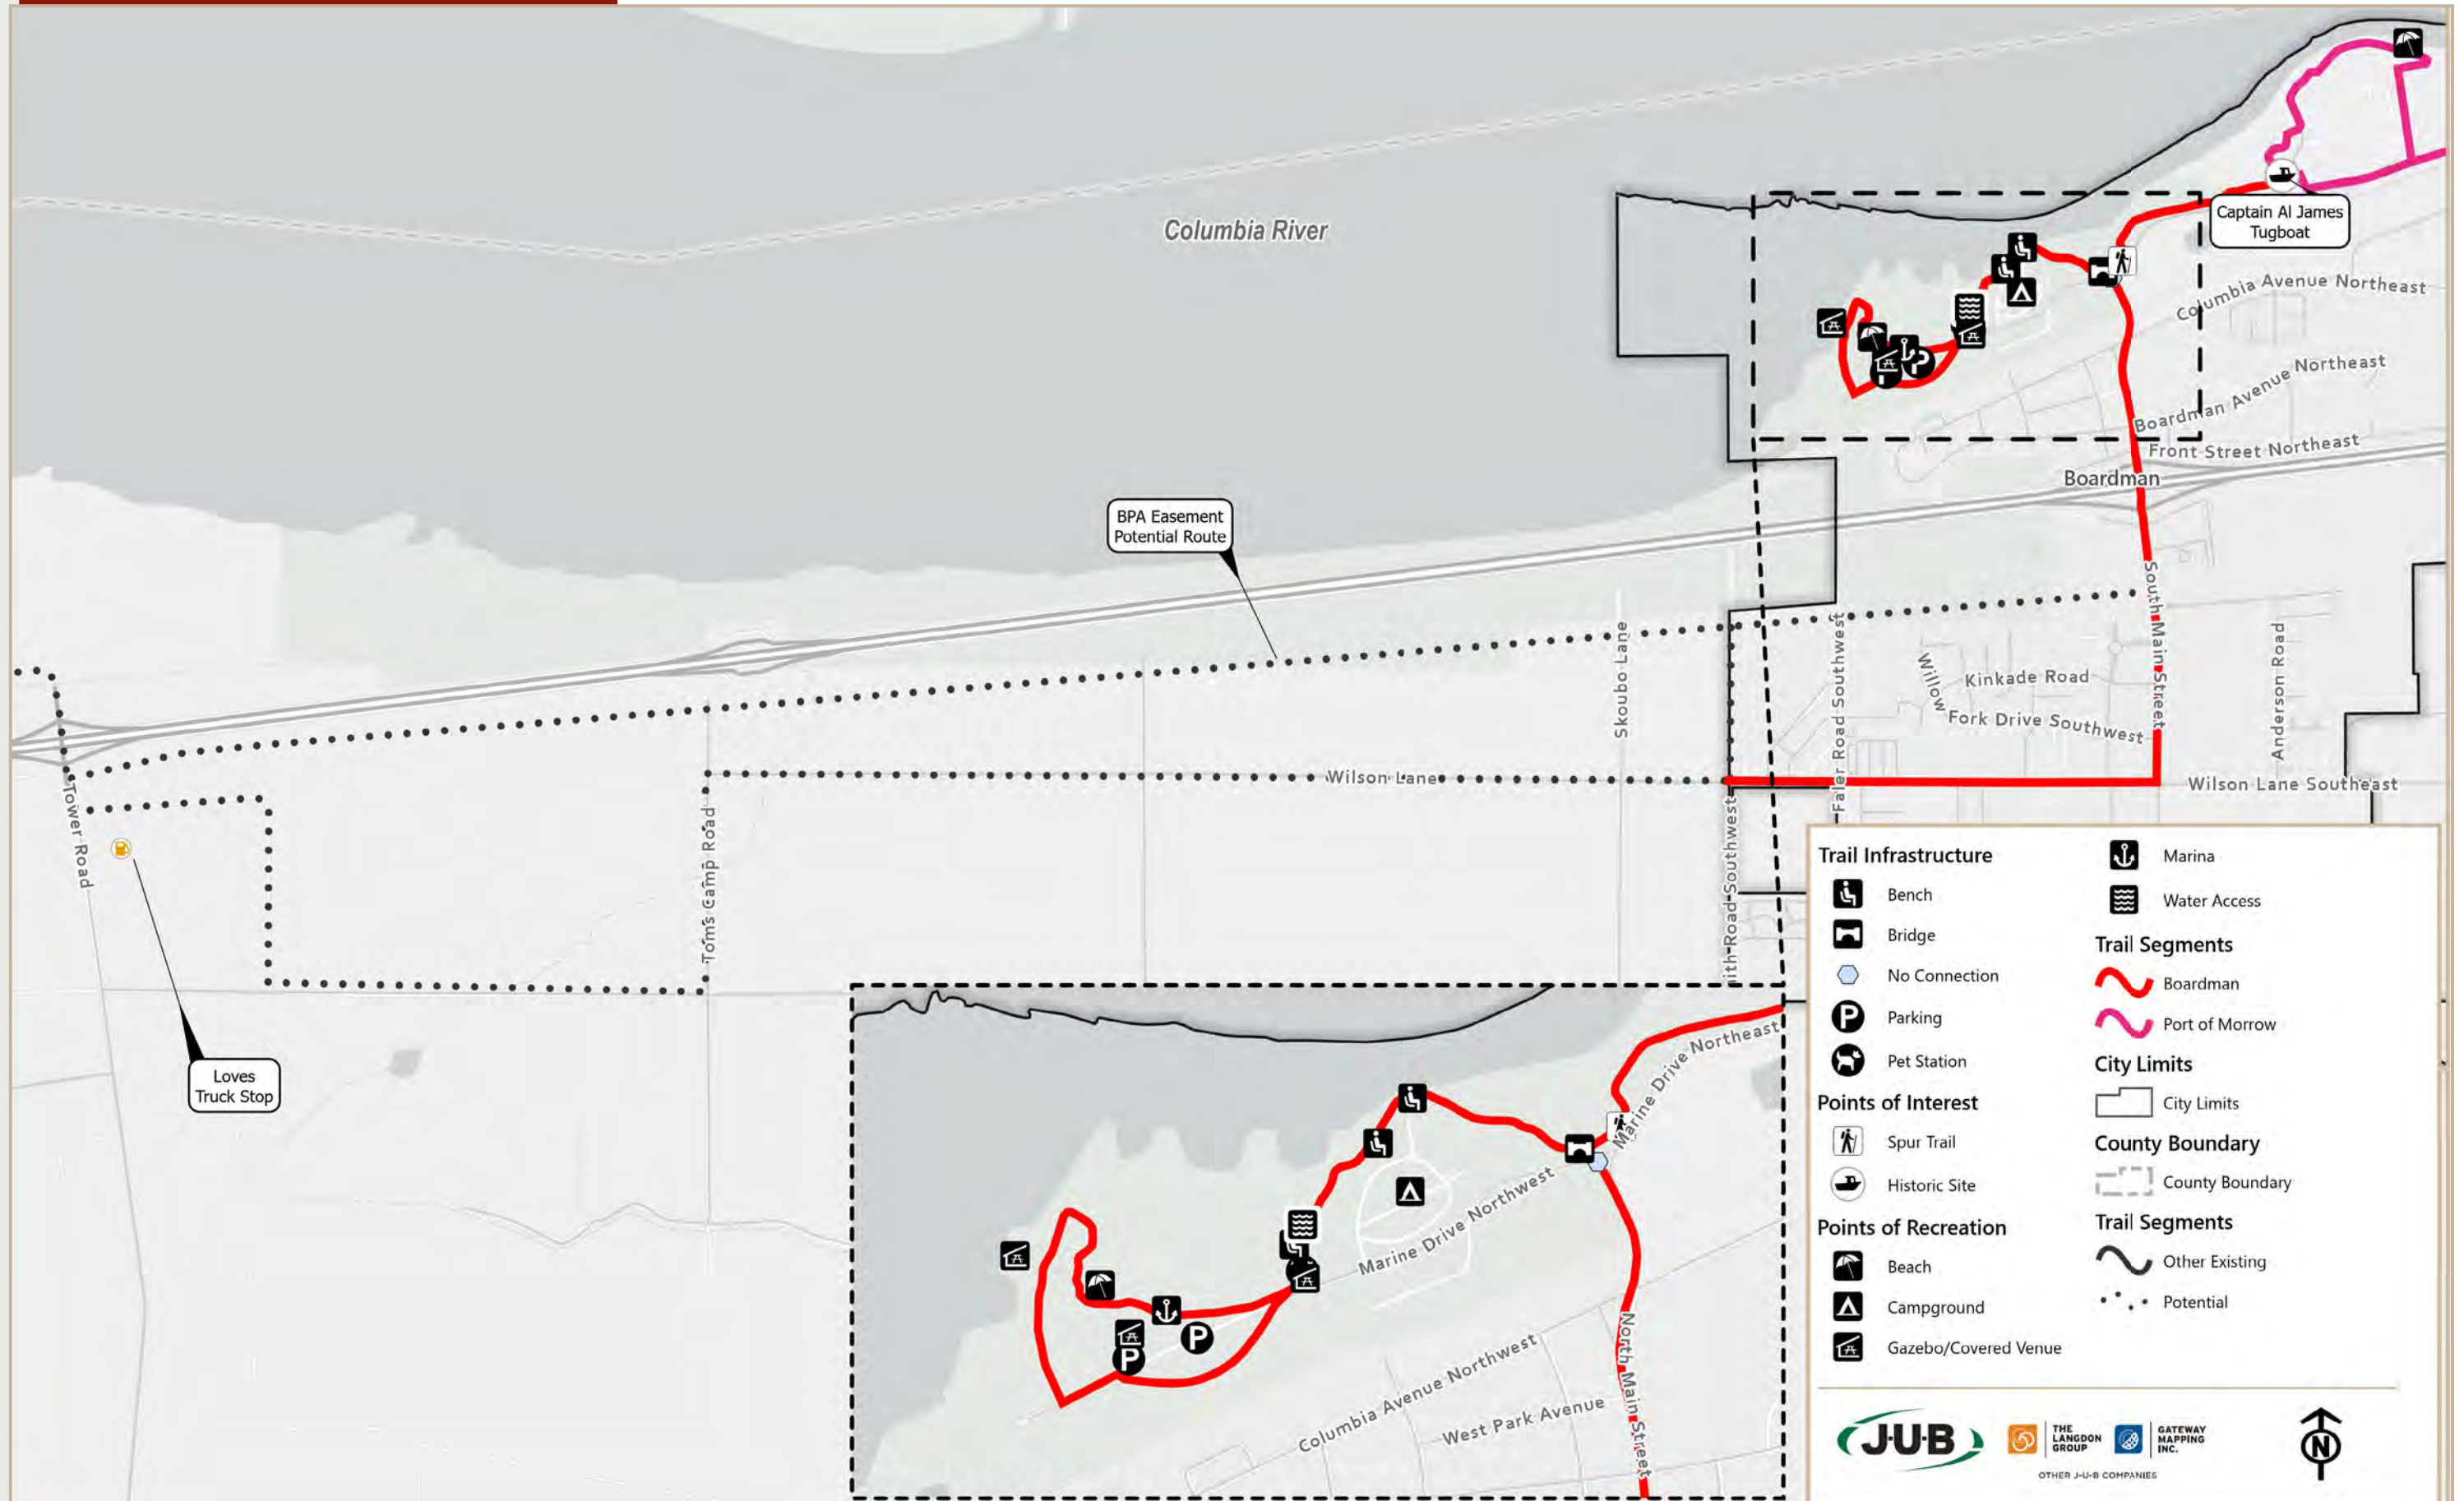 Columbia River
Captain Al James
Tugboat
Columbia Avenue Northeast
Boardman Avenue Northeast
Front Street Northeast
Boardman
BPA Easement
Potential Route
South Main Street
Skoubo Lane
Faler Road Southwest
Willow
Fork Drive Southwest
Kinkade Road
Anderson Road
Wilson Lane
Wilson Lane Southeast
Tower Road
Toms Camp Road
ith Road Southwest
Loves
Truck Stop
Marine Drive Northeast
Marine Drive Northwest
Columbia Avenue Northwest
West Park Avenue
North Main Street
P
P
Trail Infrastructure
Bench
Bridge
No Connection
P Parking
Pet Station
Points of Interest
Spur Trail
Historic Site
Points of Recreation
Beach
Campground
Gazebo/Covered Venue
Marina
Water Access
Trail Segments
Boardman
Port of Morrow
City Limits
City Limits
County Boundary
County Boundary
Trail Segments
Other Existing
Potential
J-U-B
THE
LANGDON
GROUP
GATEWAY
MAPPING
INC.
OTHER J-U-B COMPANIES
N